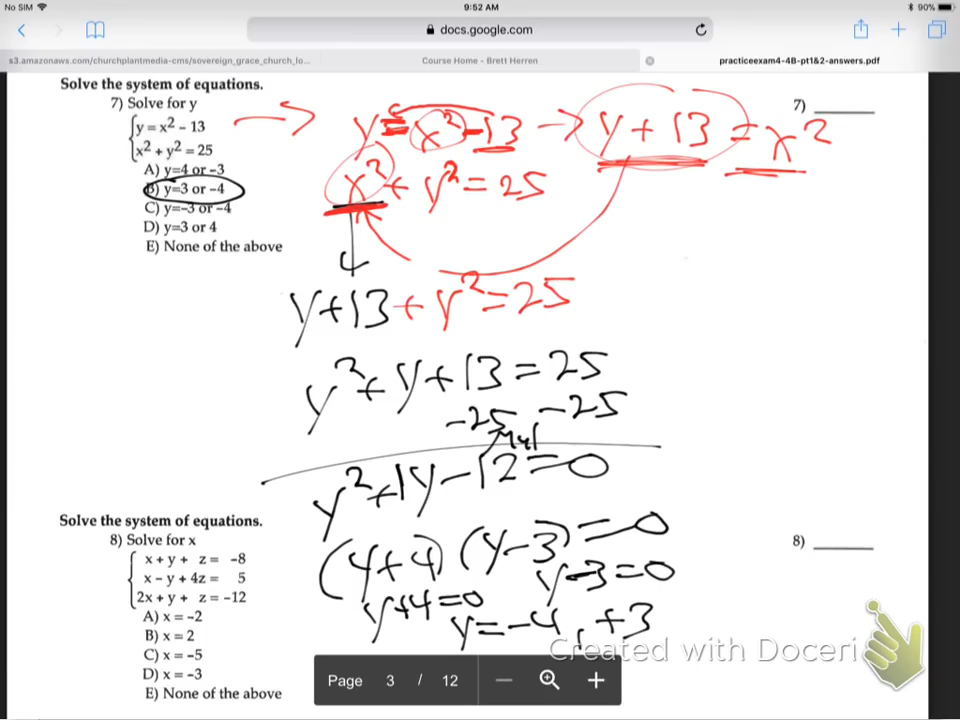 No SIM 9:52 AM 90%
docs.google.com
s3.amazonaws.com/churchplantmedia-cms/sovereign_grace_church_lo... Course Home - Brett Herren practiceexam4-4B-pt1&2-answers.pdf
Solve the system of equations.
7) Solve for y
y = x² - 13
x² + y² = 25
A) y=4 or -3
B) y=3 or -4
C) y=-3 or -4
D) y=3 or 4
E) None of the above
7) ______
y = x² - 13 → y + 13 = x²
x² + y² = 25
y + 13 + y² = 25
y² + y + 13 = 25
-25 -25
Mul
y² + 1y - 12 = 0
(y+4) (y-3) = 0
y-3=0
y+4=0
y = -4, +3
Solve the system of equations.
8) Solve for x
x + y + z = -8
x - y + 4z = 5
2x + y + z = -12
A) x = -2
B) x = 2
C) x = -5
D) x = -3
E) None of the above
8) ______
Created with Doceri
Page 3 / 12